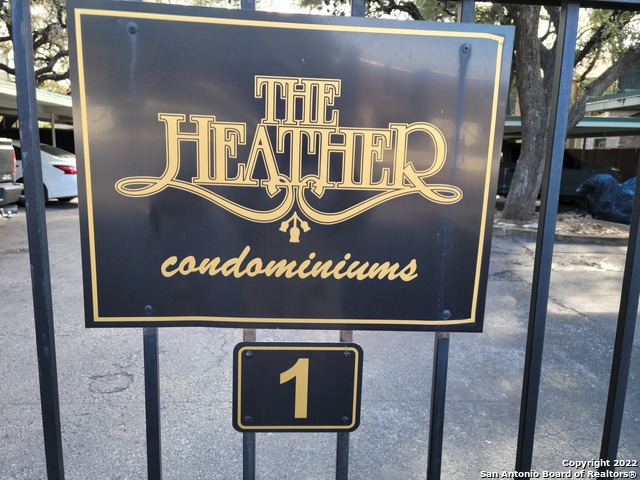 THE
HEATHER
condominiums
1
Copyright 2022
San Antonio Board of Realtors®